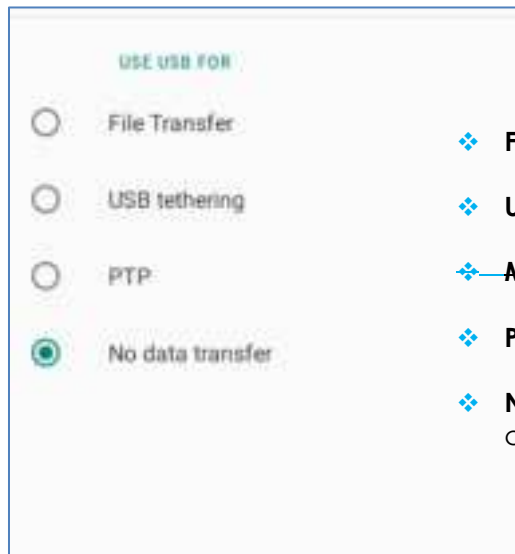 USE USB FOR
File Transfer
USB tethering
PTP
No data transfer
F
U
A
P
N